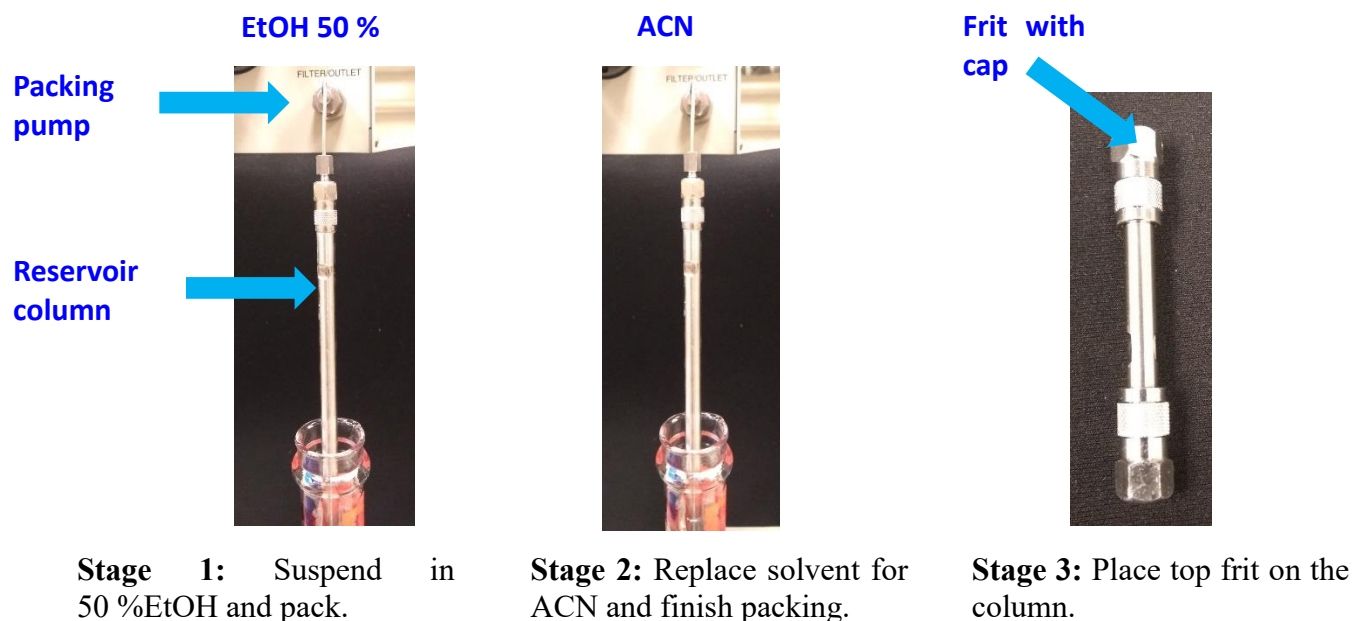 EtOH 50 %
ACN
Frit with
cap
Packing
pump
FILTER/OUTLET
FILTER/OUTLET
Reservoir
column
Stage 1: Suspend in
50 %EtOH and pack.
Stage 2: Replace solvent for
ACN and finish packing.
Stage 3: Place top frit on the
column.